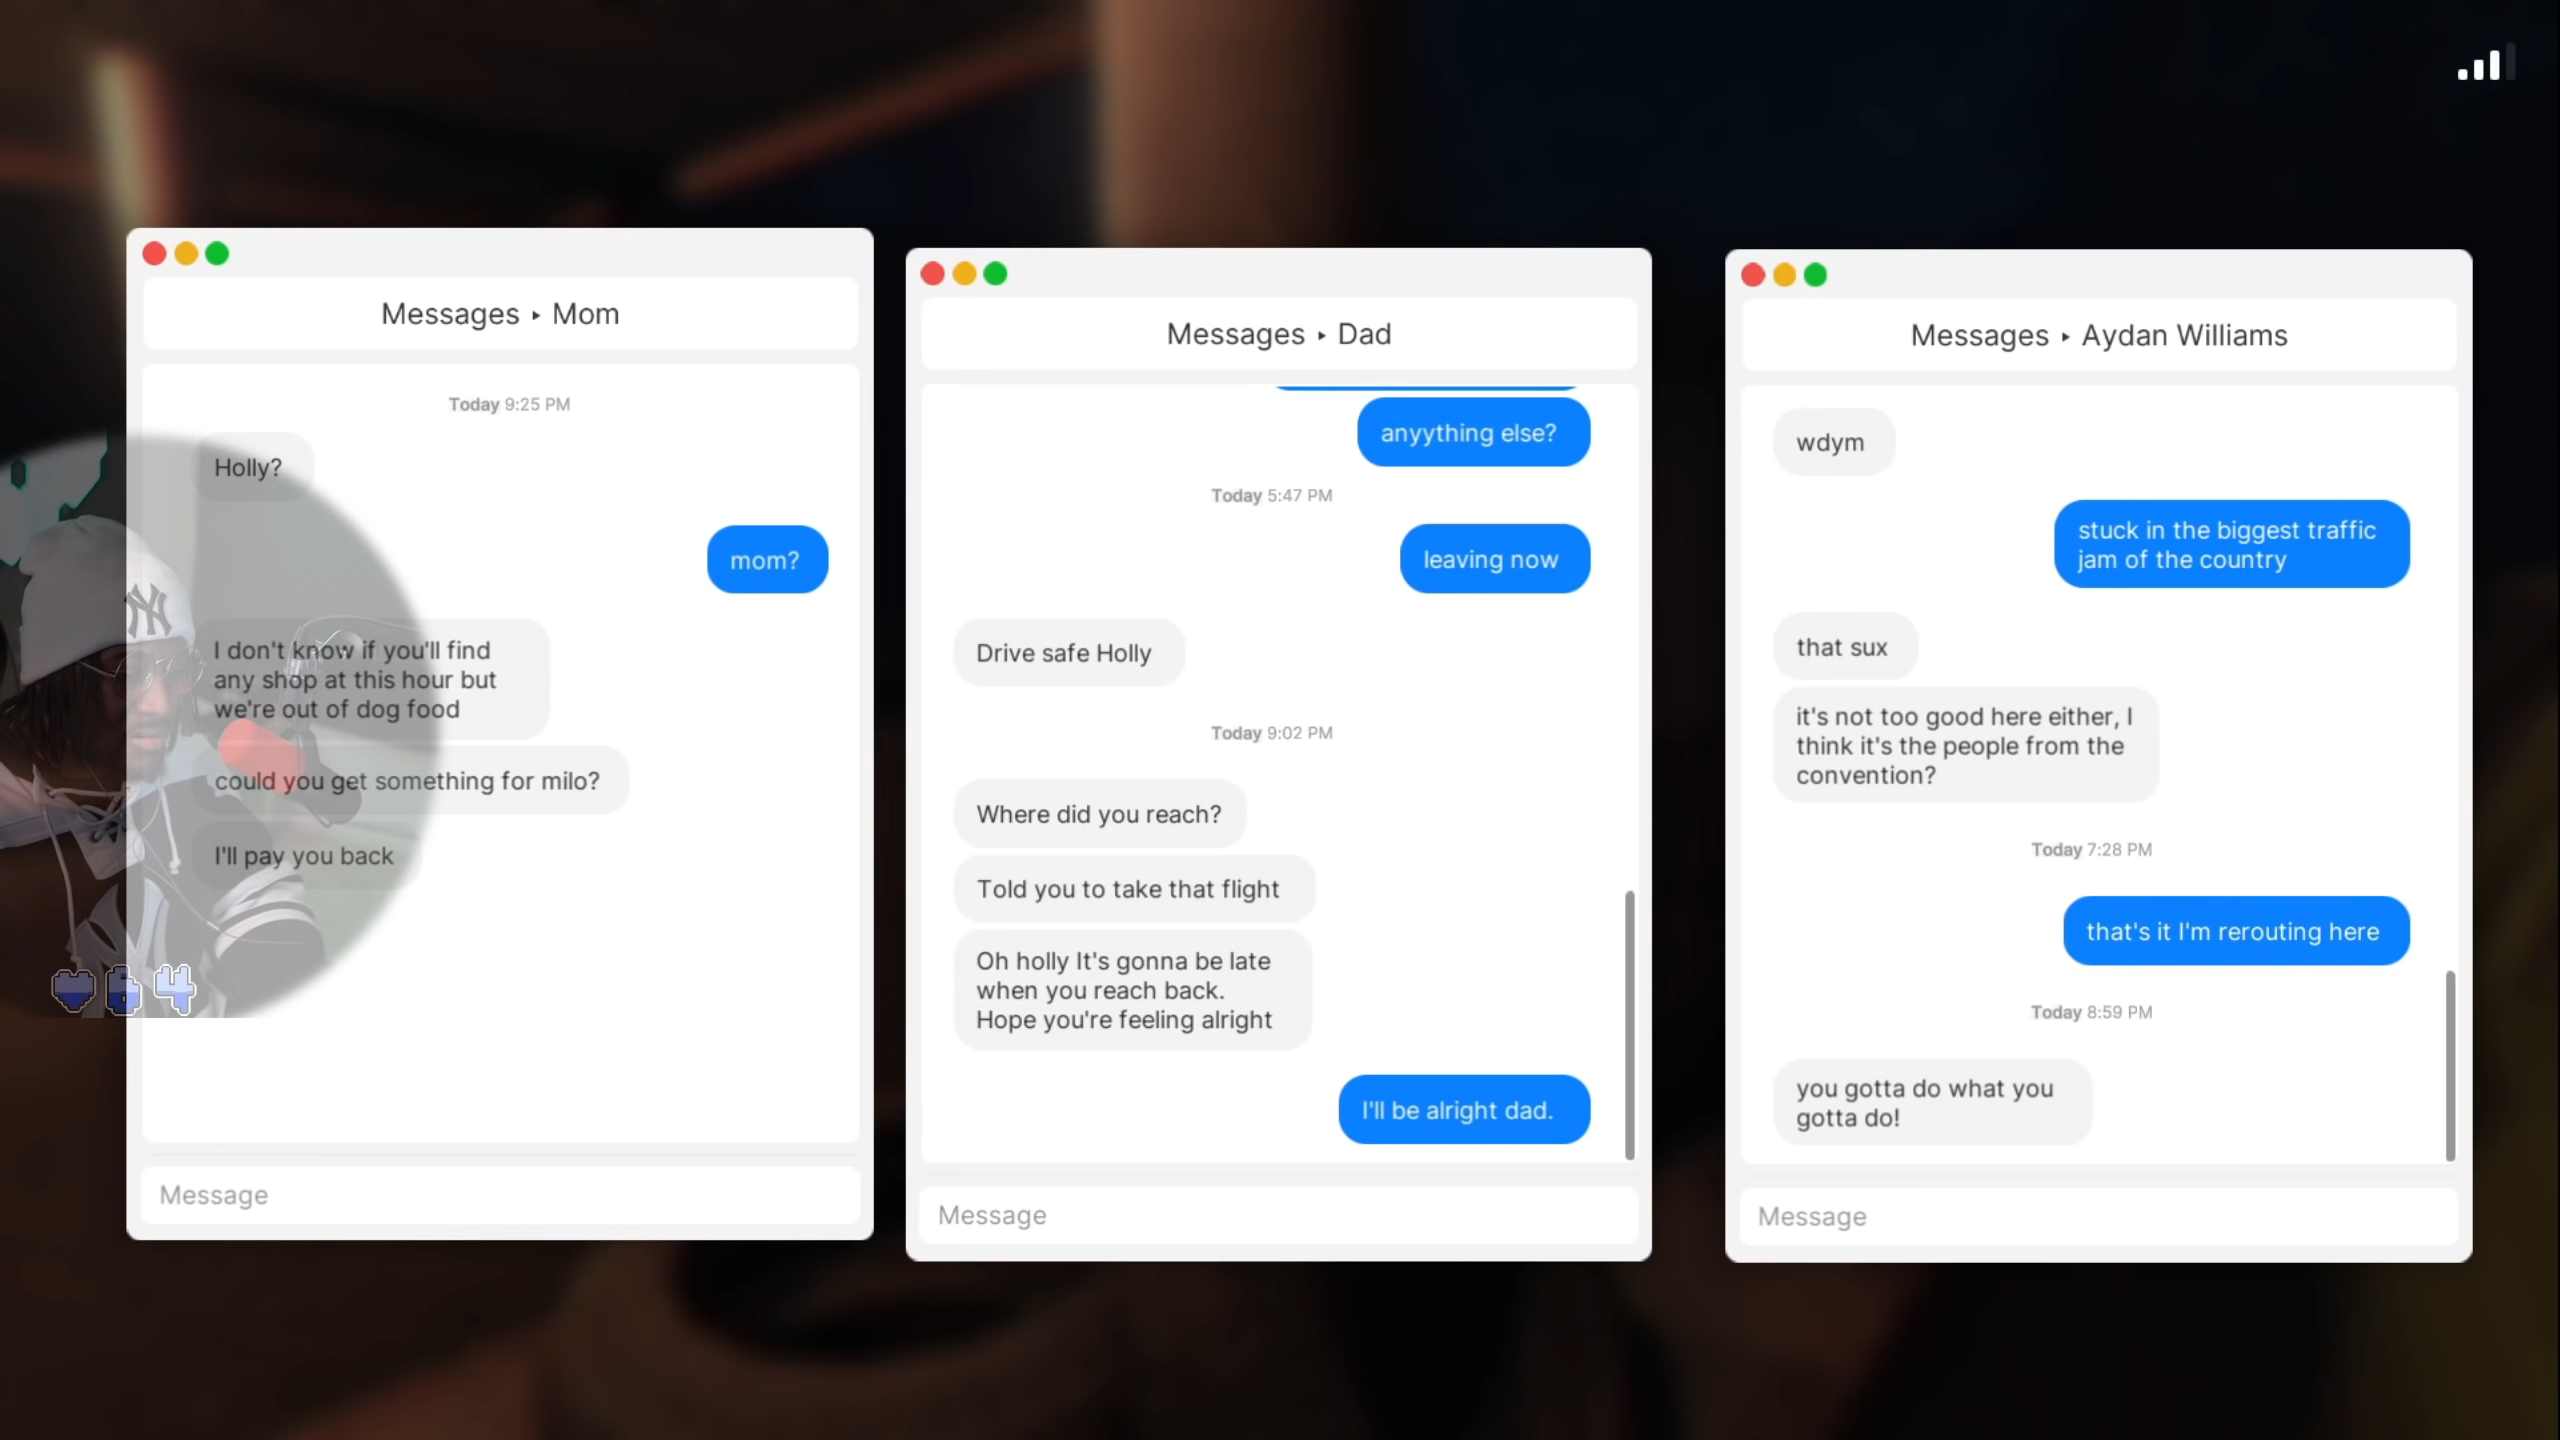 Messages ▸ Mom
Today 9:25 PM
Holly?
mom?
I don't know if you'll find
any shop at this hour but
we're out of dog food
could you get something for milo?
I'll pay you back
Message
Messages ▸ Dad
anyything else?
Today 5:47 PM
leaving now
Drive safe Holly
Today 9:02 PM
Where did you reach?
Told you to take that flight
Oh holly It's gonna be late
when you reach back.
Hope you're feeling alright
I'll be alright dad.
Message
Messages ▸ Aydan Williams
wdym
stuck in the biggest traffic
jam of the country
that sux
it's not too good here either, I
think it's the people from the
convention?
Today 7:28 PM
that's it I'm rerouting here
Today 8:59 PM
you gotta do what you
gotta do!
Message
NY
64